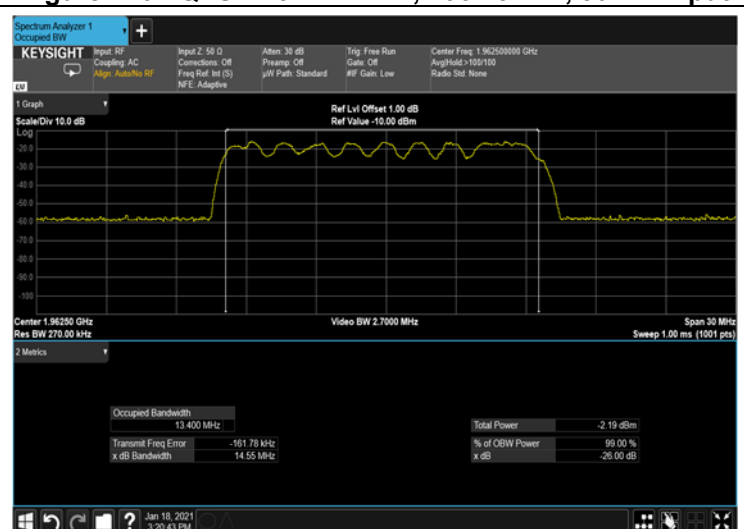 Spectrum Analyzer 1
Occupied BW
KEYSIGHT
Input: RF
Coupling: AC
Align: Auto/No RF
Input Z: 50 Ω
Corrections: Off
Freq Ref: Int (S)
NFE: Adaptive
Atten: 30 dB
Preamp: Off
µW Path: Standard
Trig: Free Run
Gate: Off
#IF Gain: Low
Center Freq: 1.962500000 GHz
Avg|Hold:>100/100
Radio Std: None
1 Graph
Scale/Div 10.0 dB
Ref Lvl Offset 1.00 dB
Ref Value -10.00 dBm
Log
-20.0
-30.0
-40.0
-50.0
-60.0
-70.0
-80.0
-90.0
-100
Center 1.96250 GHz
Res BW 270.00 kHz
Video BW 2.7000 MHz
Span 30 MHz
Sweep 1.00 ms (1001 pts)
2 Metrics
Occupied Bandwidth
13.400 MHz
Transmit Freq Error -161.78 kHz
x dB Bandwidth 14.55 MHz
Total Power -2.19 dBm
% of OBW Power 99.00 %
x dB -26.00 dB
Jan 18, 2021
3:20:43 PM